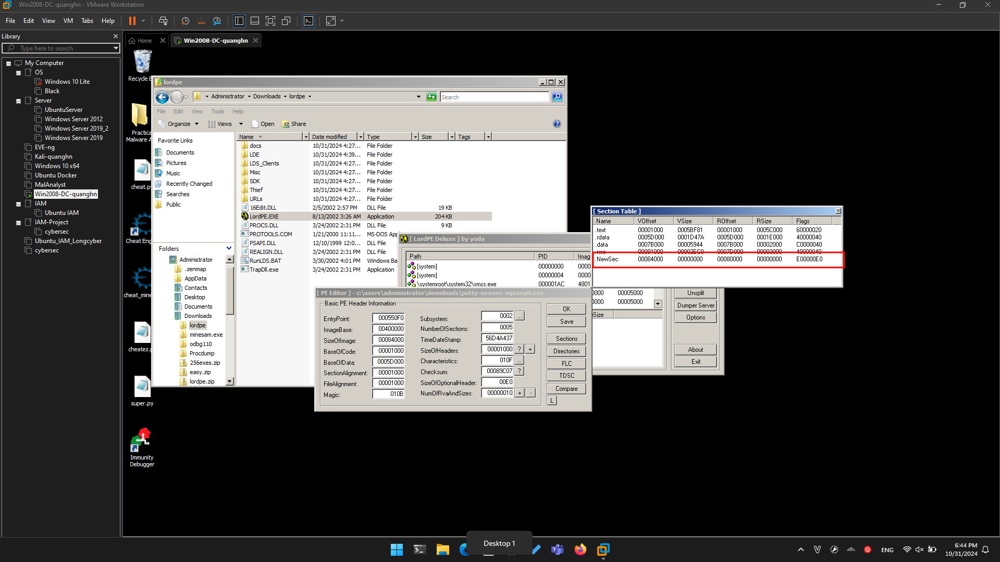 Win2008-DC-quanghn - VMware Workstation
File Edit View VM Tabs Help
Library
Type here to search
My Computer
OS
Windows 10 Lite
Black
Server
UbuntuServer
Windows Server 2012
Windows Server 2019_2
Windows Server 2019
EVE-ng
Kali-quanghn
Windows 10 x64
Ubuntu Docker
MalAnalyst
Win2008-DC-quanghn
IAM
Ubuntu IAM
IAM-Project
cybersec
Ubuntu_IAM_Longcyber
cybersec
Home
Win2008-DC-quanghn
Recycle
Practica
Malware A
cheat.p
Cheat Eng
cheat_mine
cheatez.
super.py
Immunity
Debugger
lordpe
Administrator Downloads lordpe
Search
File Edit View Tools Help
Organize Views Open Share
Favorite Links
Documents
Pictures
Music
Recently Changed
Searches
Public
Folders
Administrator
.zenmap
AppData
Contacts
Desktop
Documents
Downloads
lordpe
minesam.exe
odbg110
Procdump
256exes.zip
easy.zip
lordpe.zip
Name Date modified Type Size Tags
docs 10/31/2024 4:27... File Folder
LDE 10/31/2024 4:39... File Folder
LDS_Clients 10/31/2024 4:27... File Folder
Misc 10/31/2024 4:27... File Folder
SDK 10/31/2024 4:27... File Folder
Thief 10/31/2024 4:27... File Folder
URLs 10/31/2024 4:27... File Folder
16Edit.DLL 2/5/2002 2:57 PM DLL File 19 KB
LordPE.EXE 8/13/2002 3:26 AM Application 204 KB
PROCS.DLL 3/24/2002 2:31 PM DLL File 9 KB
PROTOOLS.COM 1/21/2000 11:11... MS-DOS App
PSAPI.DLL 12/10/1999 12:0... DLL File
REALIGN.DLL 3/24/2002 2:31 PM DLL File
RunLDS.BAT 3/30/2002 4:01 PM Windows Ba
TrapDll.exe 3/24/2002 2:31 PM Application
[ LordPE Deluxe ] by yoda
Path PID Imag
[system] 00000000 0000
[system] 00000004 0000
\systemroot\system32\smss.exe 000001AC 4801
0000 00005000
0000 00005000
eSize
Unsplit
Dumper Server
Options
About
Exit
[ Section Table ]
Name VOffset VSize ROffset RSize Flags
.text 00001000 0005BF81 00001000 0005C000 60000020
.rdata 0005D000 0001D47A 0005D000 0001E000 40000040
.data 0007B000 00005944 0007B000 00002000 C0000040
.rsrc 00081000 00002EC0 0007D000 00003000 40000040
.NewSec 00084000 00000000 00080000 00000000 E00000E0
[ PE Editor ] - c:\users\administrator\downloads\putty-newsec-nquangit.exe
Basic PE Header Information
EntryPoint: 000550F0
ImageBase: 00400000
SizeOfImage: 00084000
BaseOfCode: 00001000
BaseOfData: 0005D000
SectionAlignment: 00001000
FileAlignment: 00001000
Magic: 010B
Subsystem: 0002 ...
NumberOfSections: 0005
TimeDateStamp: 56D4A437
SizeOfHeaders: 00001000 ? +
Characteristics: 010F ...
Checksum: 00089C07 ?
SizeOfOptionalHeader: 00E0
NumOfRvaAndSizes: 00000010 + -
OK
Save
Sections
Directories
FLC
TDSC
Compare
L
Desktop 1
ENG
6:44 PM
10/31/2024